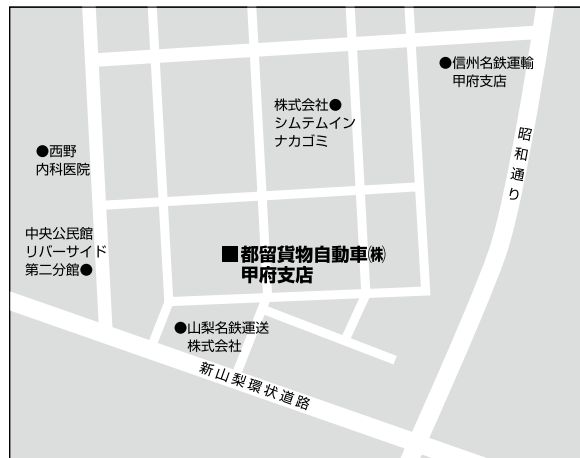 ●信州名鉄運輸
甲府支店
株式会社●
シムテムイン
ナカゴミ
昭和通り
●西野
内科医院
中央公民館
リバーサイド
第二分館●
■都留貨物自動車㈱
甲府支店
●山梨名鉄運送
株式会社
新山梨環状道路